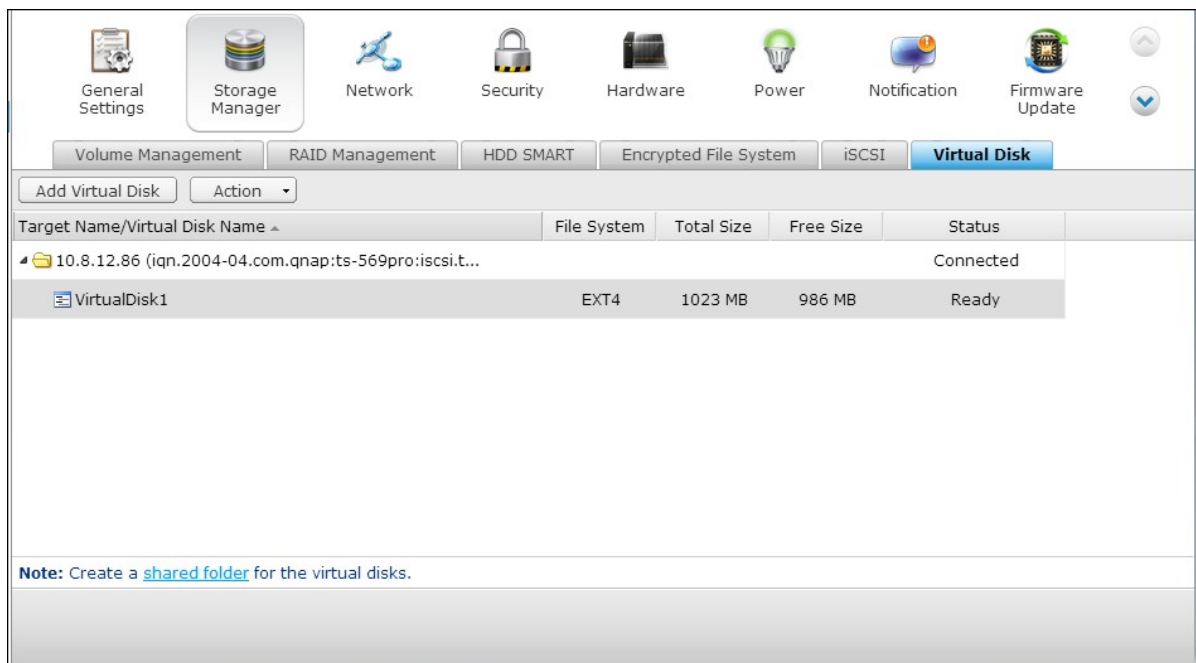 General Settings
Storage Manager
Network
Security
Hardware
Power
Notification
Firmware Update
Volume Management
RAID Management
HDD SMART
Encrypted File System
iSCSI
Virtual Disk
Add Virtual Disk
Action
Target Name/Virtual Disk Name File System Total Size Free Size Status
10.8.12.86 (iqn.2004-04.com.qnap:ts-569pro:iscsi.t... Connected
VirtualDisk1 EXT4 1023 MB 986 MB Ready
Note: Create a shared folder for the virtual disks.